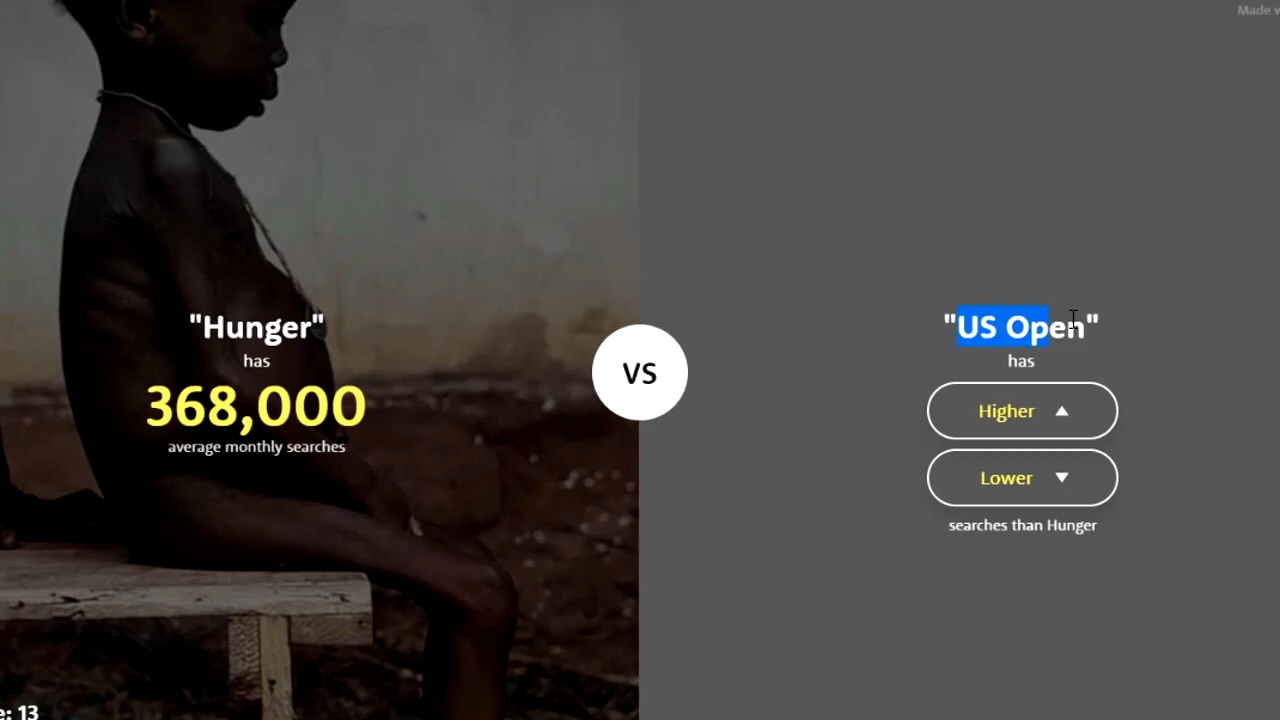 Made
"Hunger"
has
368,000
average monthly searches
VS
"US Open"
has
Higher
Lower
searches than Hunger
: 13